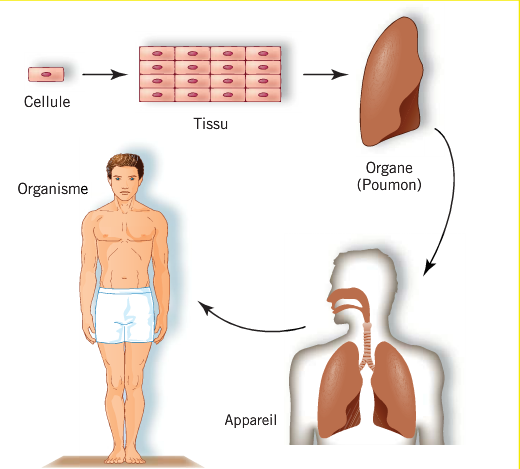 Cellule
Tissu
Organe
(Poumon)
Organisme
Appareil